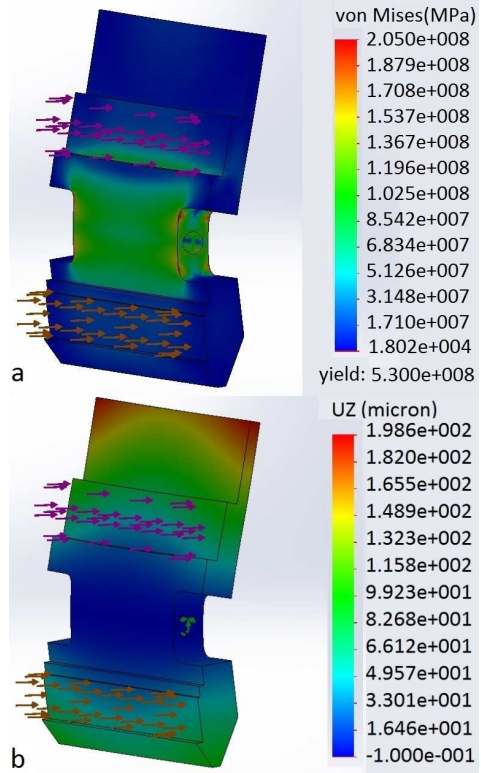 von Mises(MPa)
2.050e+008
1.879e+008
1.708e+008
1.537e+008
1.367e+008
1.196e+008
1.025e+008
8.542e+007
6.834e+007
5.126e+007
3.148e+007
1.710e+007
1.802e+004
yield: 5.300e+008
a
UZ (micron)
1.986e+002
1.820e+002
1.655e+002
1.489e+002
1.324e+002
1.158e+002
9.923e+001
8.268e+001
6.612e+001
4.957e+001
3.301e+001
1.646e+001
-1.000e-001
b